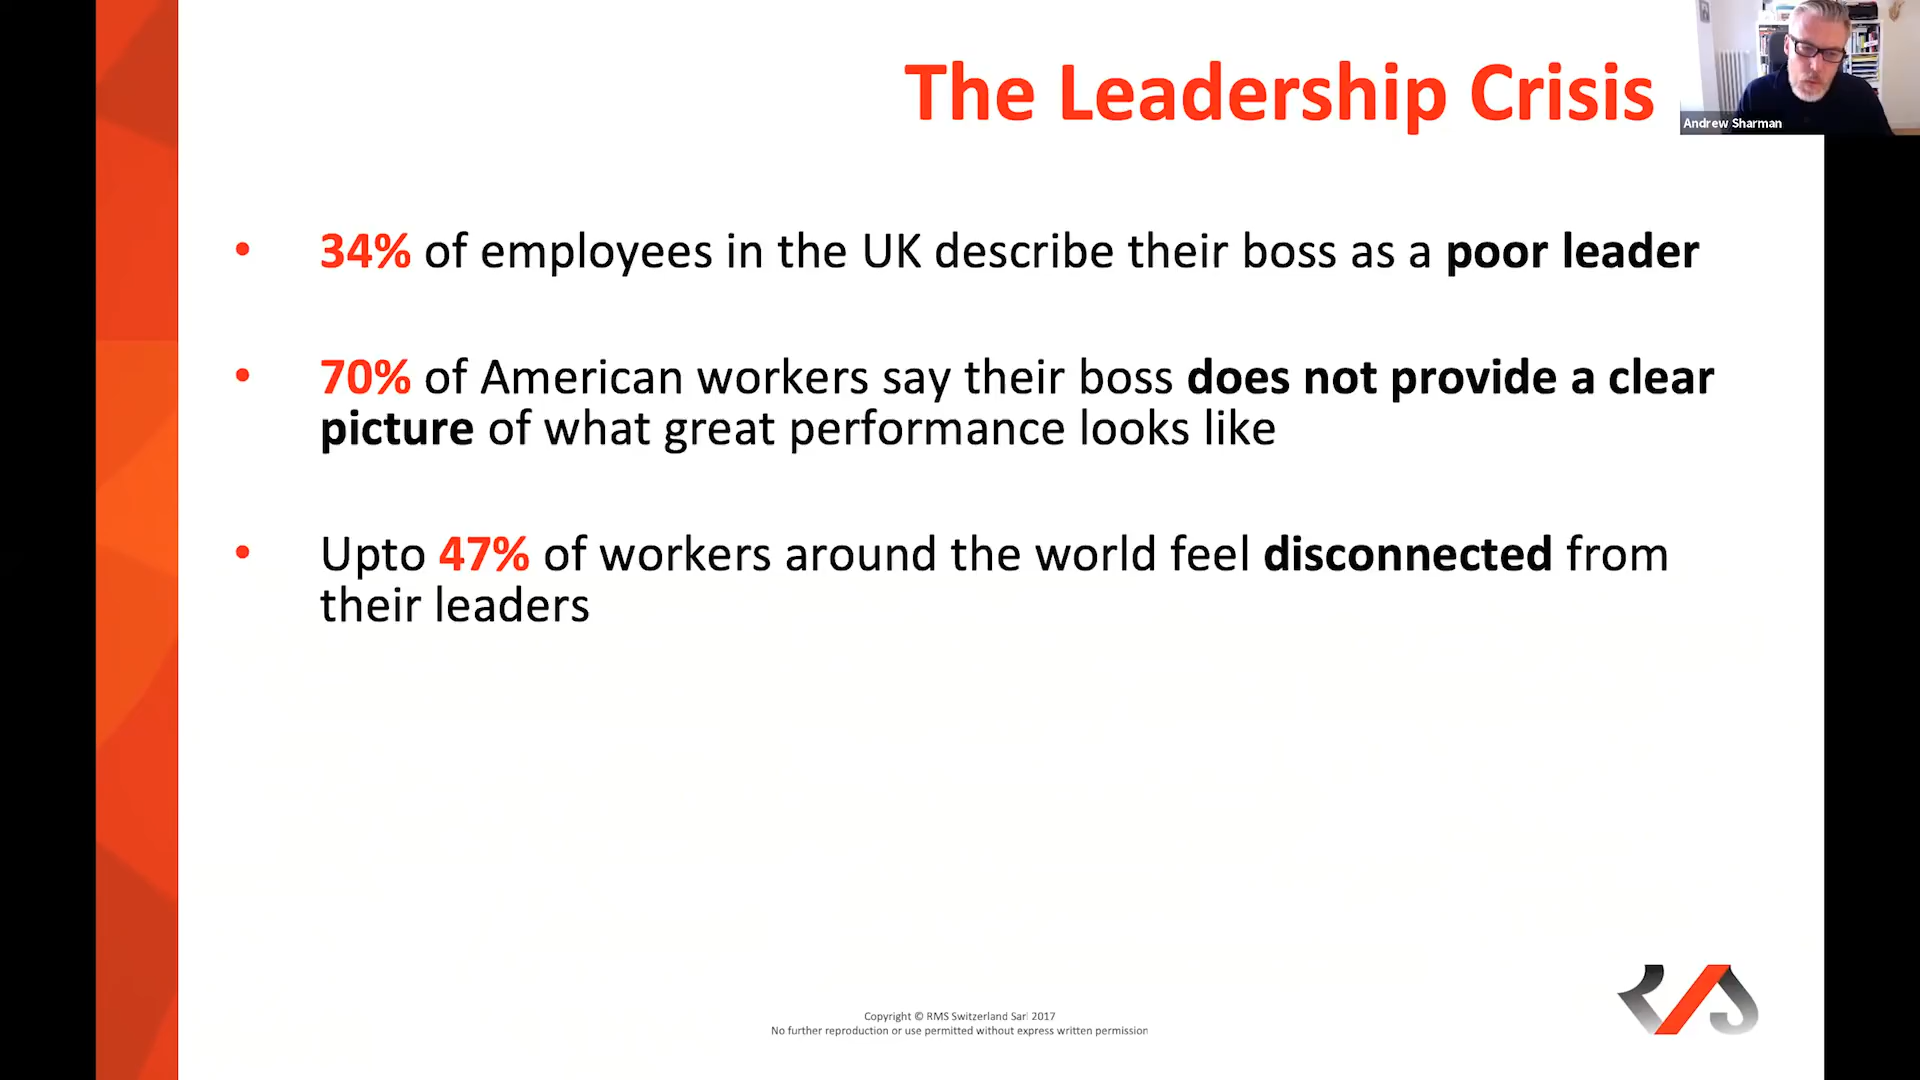 The Leadership Crisis
Andrew Sharman
• 34% of employees in the UK describe their boss as a poor leader
• 70% of American workers say their boss does not provide a clear
picture of what great performance looks like
• Upto 47% of workers around the world feel disconnected from
their leaders
Copyright © RMS Switzerland Sarl 2017
No further reproduction or use permitted without express written permission